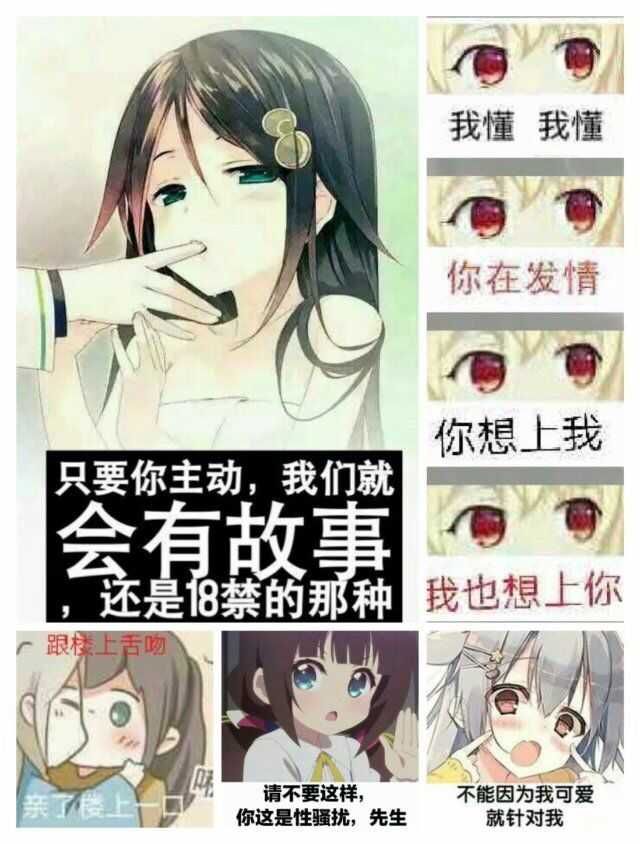 只要你主动，我们就
会有故事
，还是18禁的那种
我懂 我懂
你在发情
你想上我
我也想上你
跟楼上舌吻
亲了楼上一口
请不要这样，
你这是性骚扰，先生
不能因为我可爱
就针对我